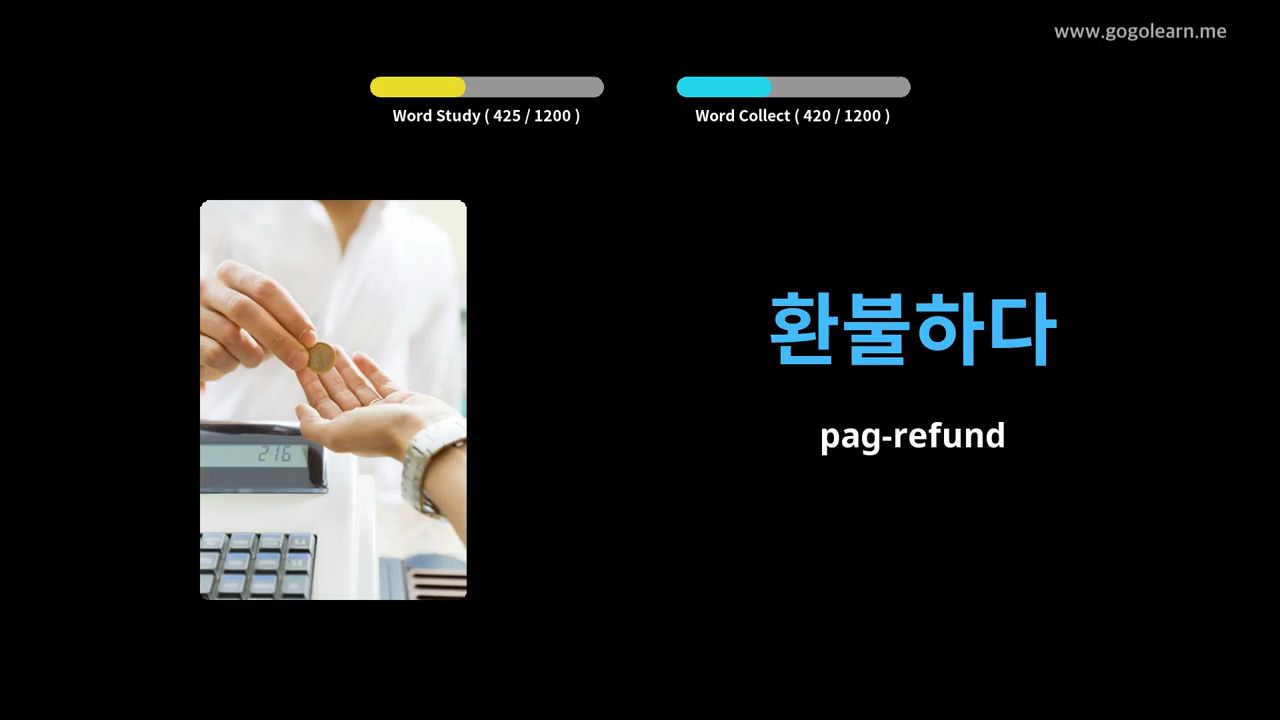 www.gogolearn.me
Word Study ( 425 / 1200 )
Word Collect ( 420 / 1200 )
환불하다
pag-refund
216